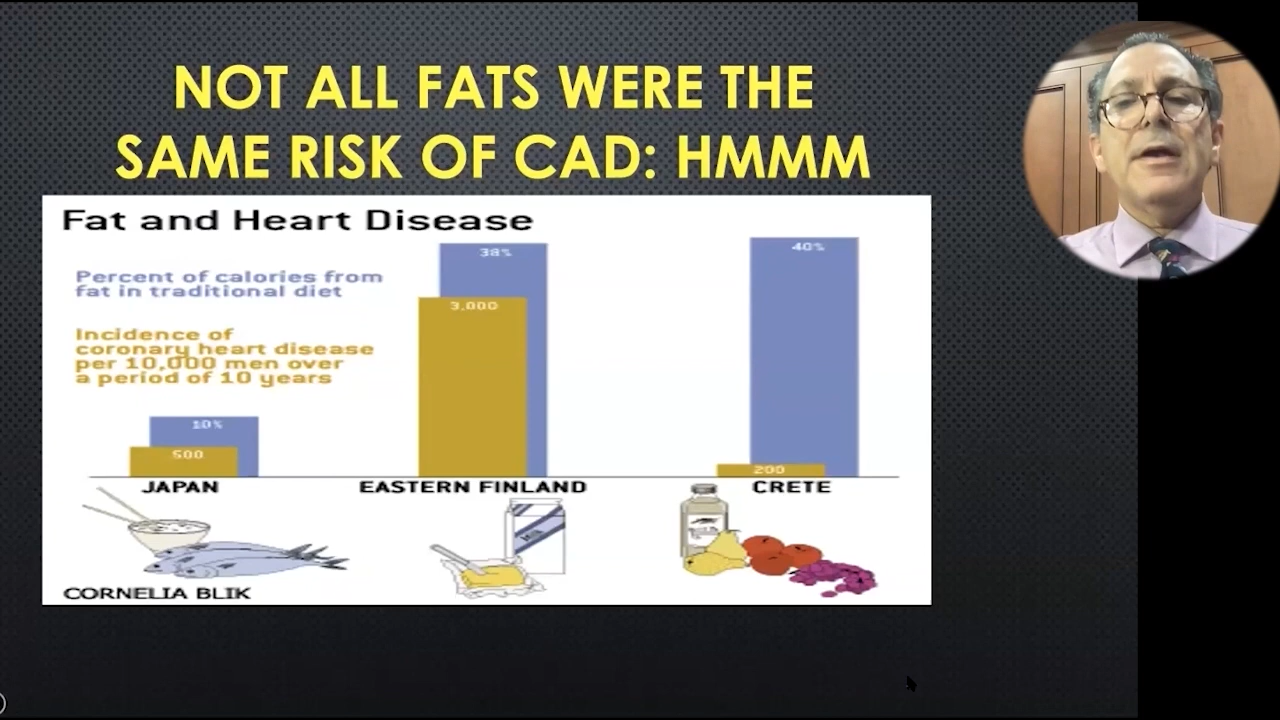 NOT ALL FATS WERE THE
SAME RISK OF CAD: HMMM
Fat and Heart Disease
Percent of calories from
fat in traditional diet
Incidence of
coronary heart disease
per 10,000 men over
a period of 10 years
10%
500
JAPAN
38%
3,000
EASTERN FINLAND
40%
200
CRETE
CORNELIA BLIK